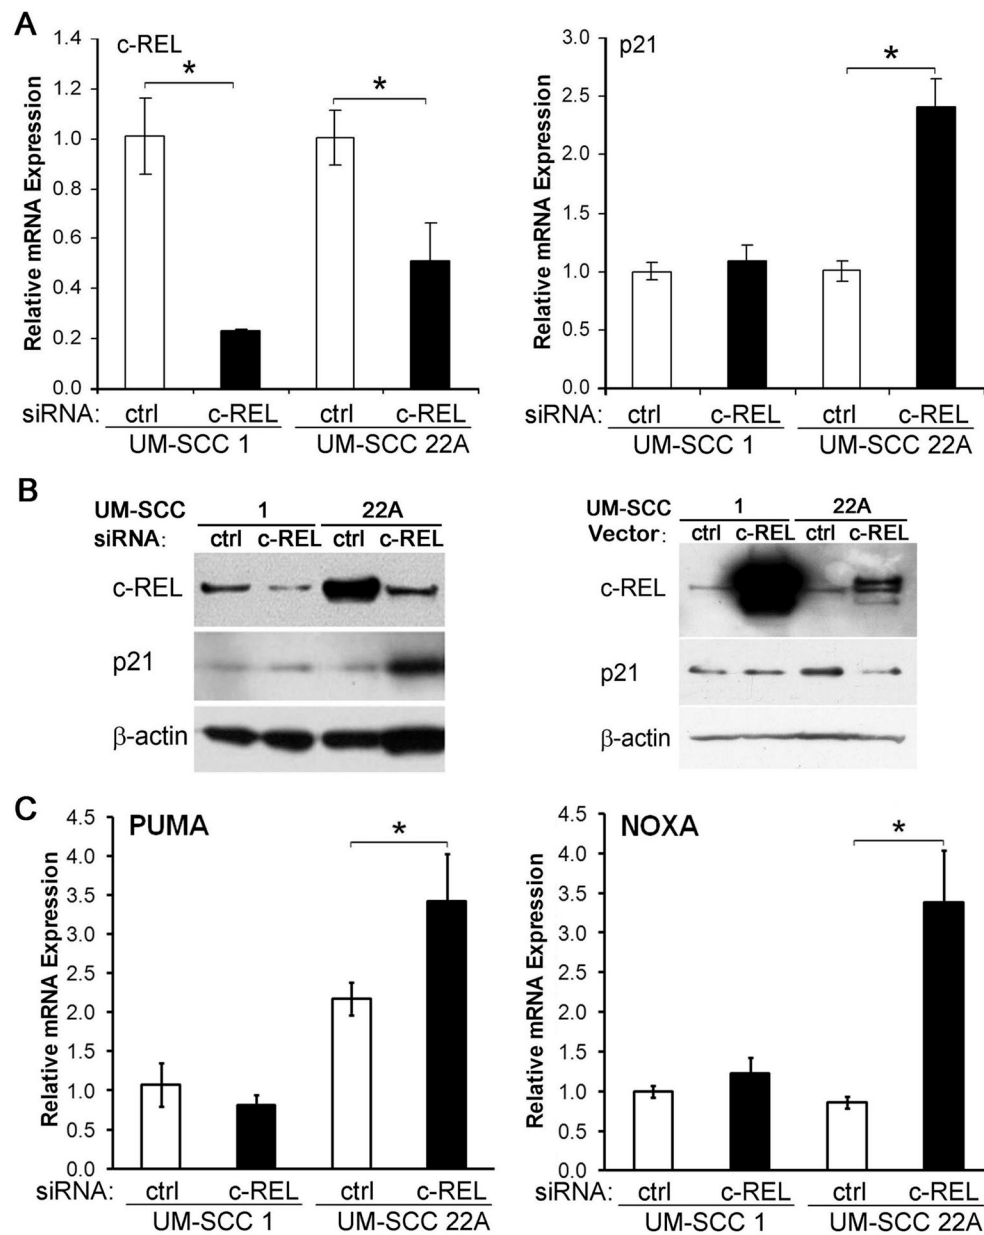 A
c-REL
Relative mRNA Expression
1.4
1.2
1.0
0.8
0.6
0.4
0.2
0.0
*
*
siRNA: ctrl c-REL ctrl c-REL
UM-SCC 1 UM-SCC 22A
p21
Relative mRNA Expression
3.0
2.5
2.0
1.5
1.0
0.5
0.0
*
siRNA: ctrl c-REL ctrl c-REL
UM-SCC 1 UM-SCC 22A
B
UM-SCC 1 22A
siRNA: ctrl c-REL ctrl c-REL
c-REL
p21
β-actin
UM-SCC 1 22A
Vector: ctrl c-REL ctrl c-REL
c-REL
p21
β-actin
C
PUMA
Relative mRNA Expression
4.5
4.0
3.5
3.0
2.5
2.0
1.5
1.0
0.5
0.0
*
siRNA: ctrl c-REL ctrl c-REL
UM-SCC 1 UM-SCC 22A
NOXA
Relative mRNA Expression
4.5
4.0
3.5
3.0
2.5
2.0
1.5
1.0
0.5
0.0
*
siRNA: ctrl c-REL ctrl c-REL
UM-SCC 1 UM-SCC 22A